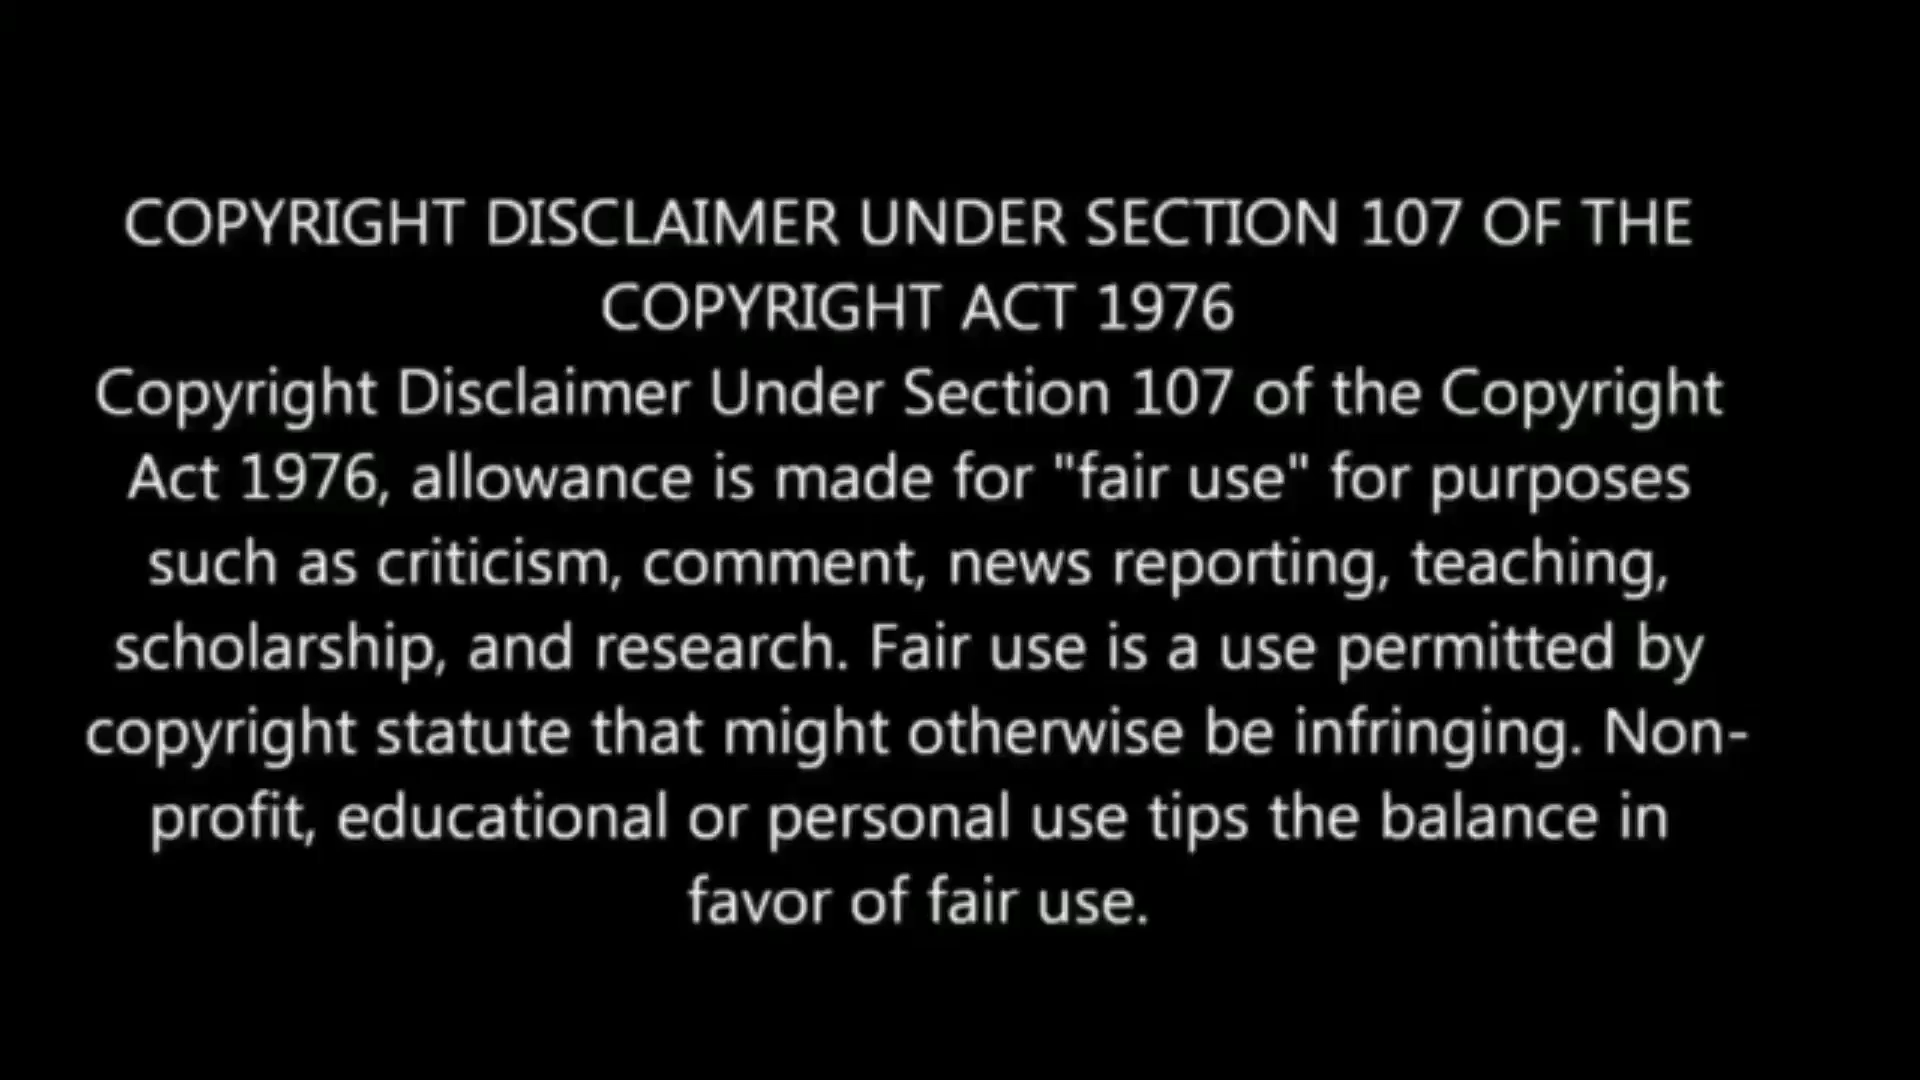 COPYRIGHT DISCLAIMER UNDER SECTION 107 OF THE
COPYRIGHT ACT 1976
Copyright Disclaimer Under Section 107 of the Copyright
Act 1976, allowance is made for "fair use" for purposes
such as criticism, comment, news reporting, teaching,
scholarship, and research. Fair use is a use permitted by
copyright statute that might otherwise be infringing. Non-
profit, educational or personal use tips the balance in
favor of fair use.